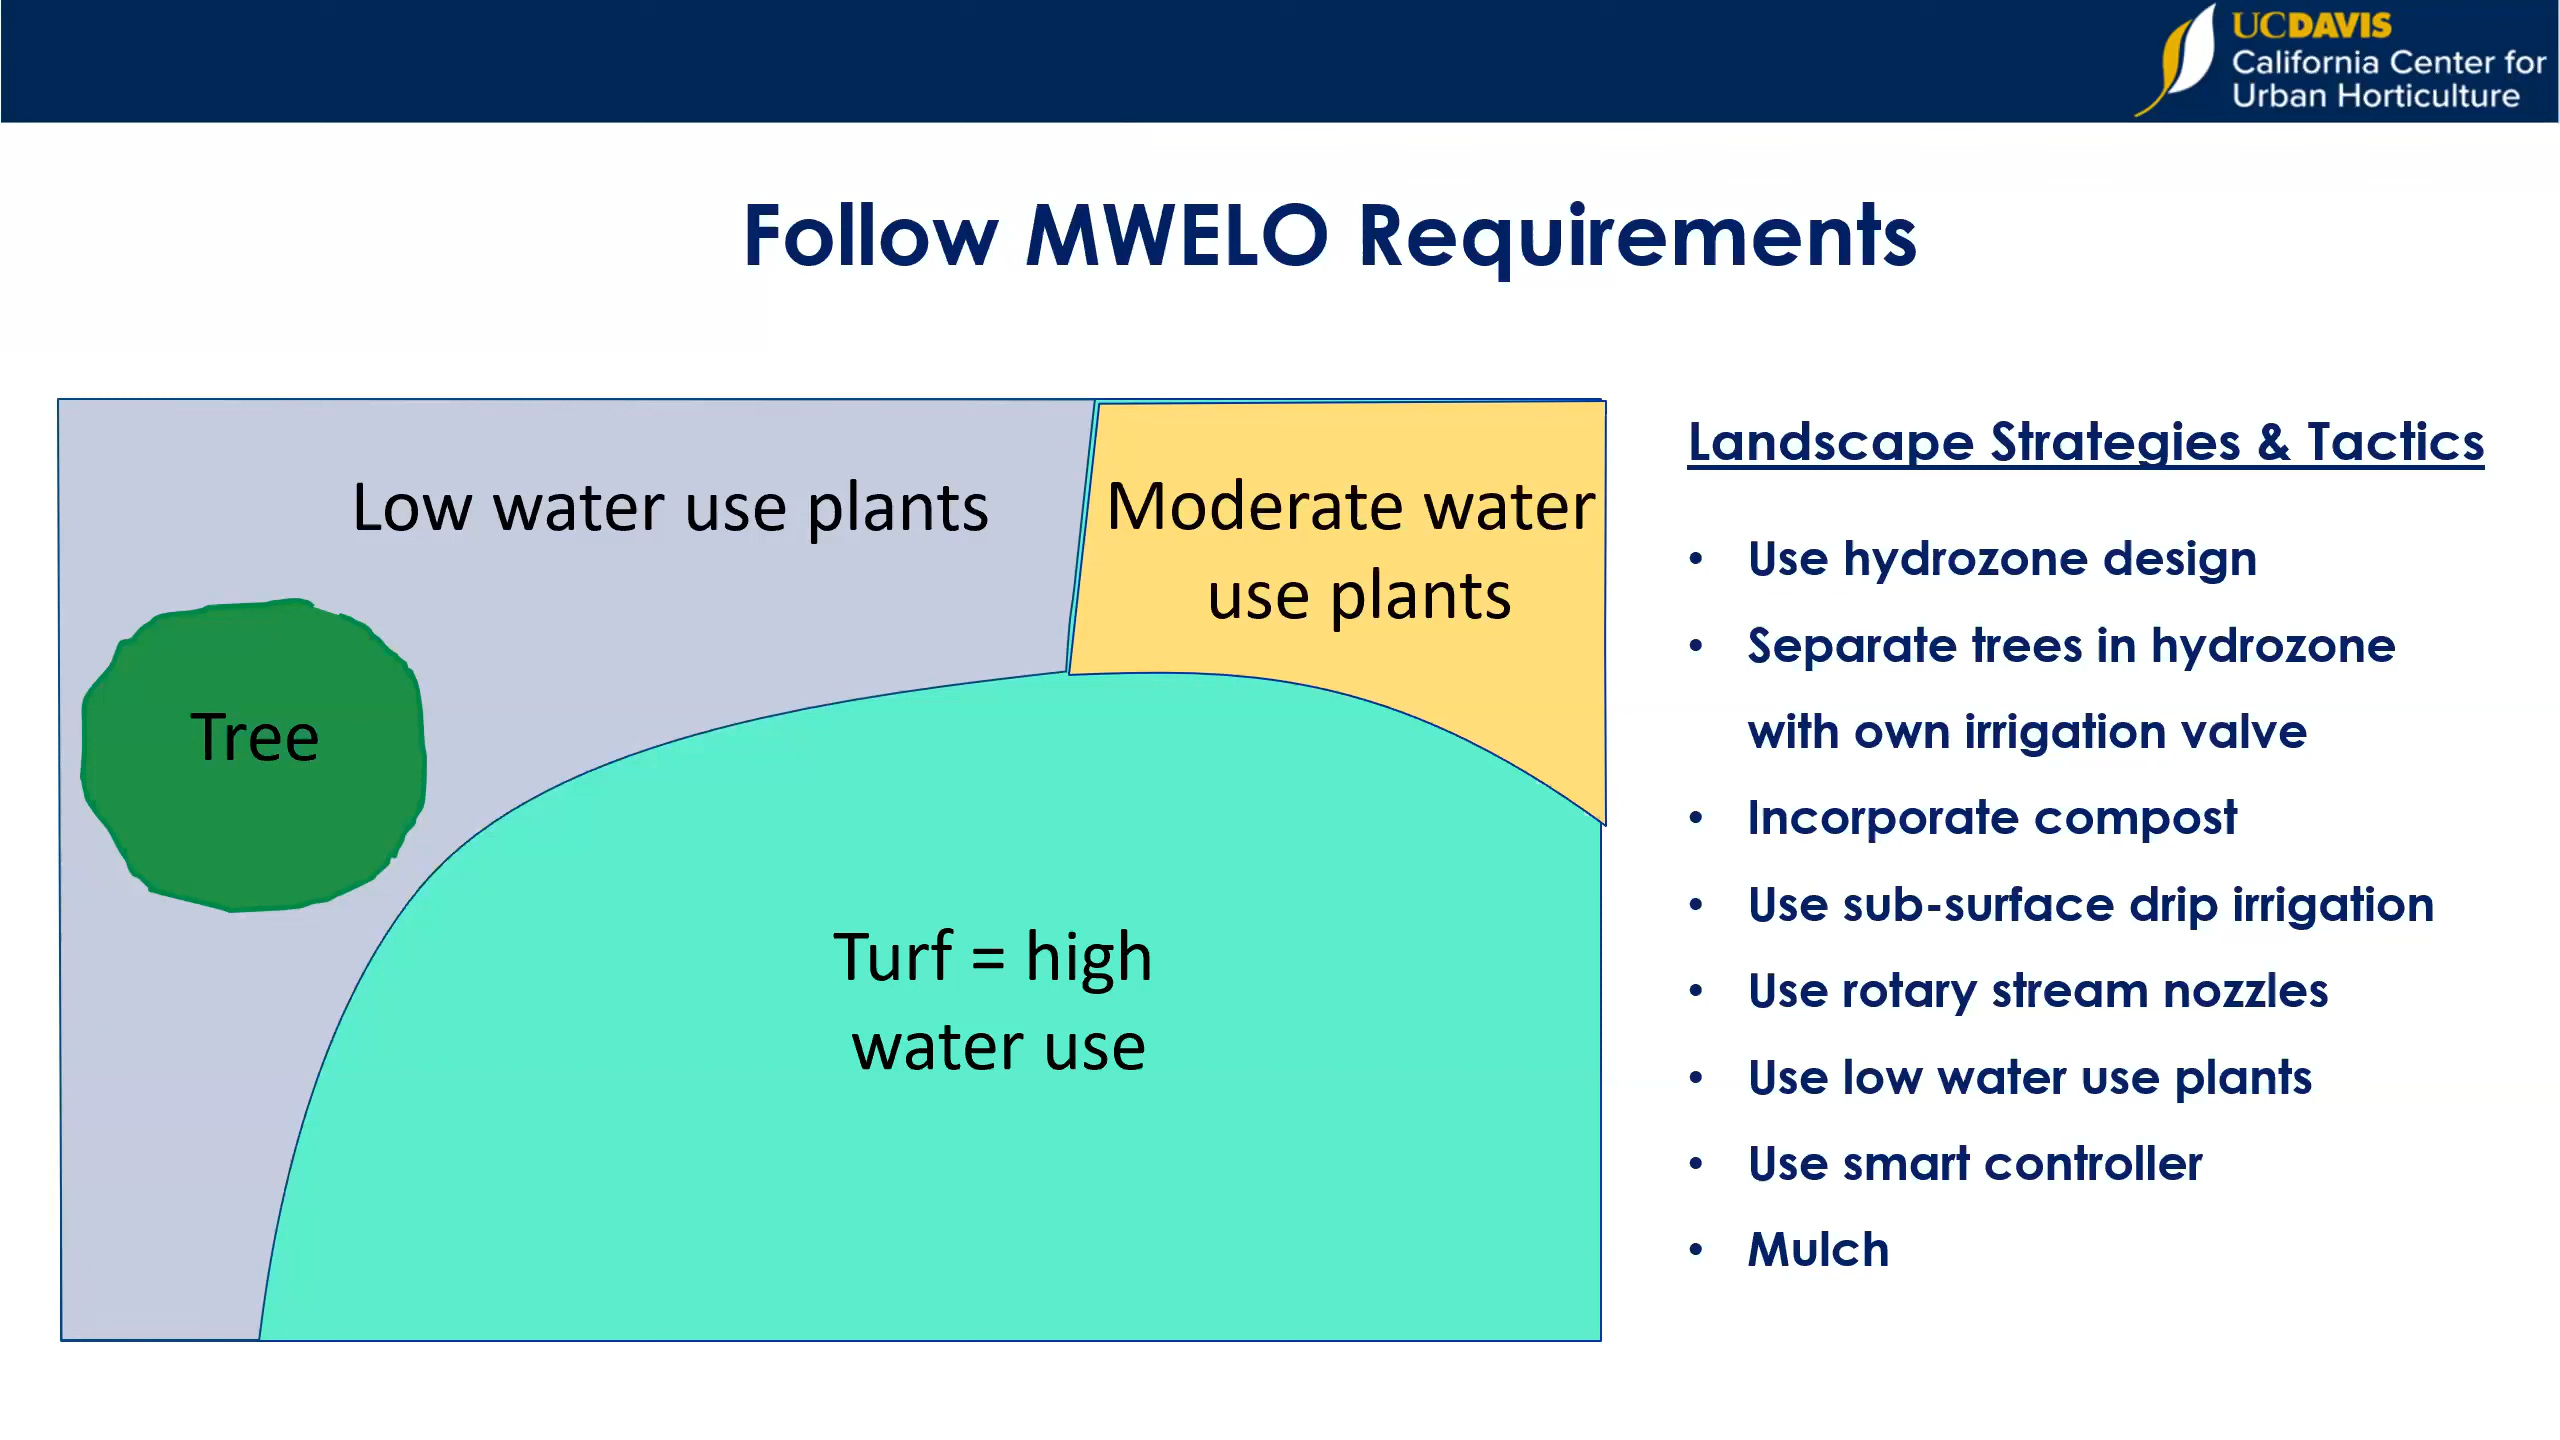 UCDAVIS
California Center for
Urban Horticulture
Follow MWELO Requirements
Low water use plants
Moderate water
use plants
Tree
Turf = high
water use
Landscape Strategies & Tactics
• Use hydrozone design
• Separate trees in hydrozone
with own irrigation valve
• Incorporate compost
• Use sub-surface drip irrigation
• Use rotary stream nozzles
• Use low water use plants
• Use smart controller
• Mulch